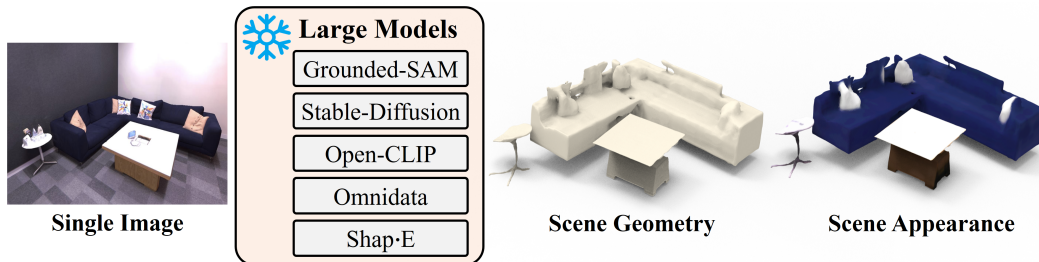 Large Models
Grounded-SAM
Stable-Diffusion
Open-CLIP
Omnidata
Shap·E
Single Image
Scene Geometry
Scene Appearance